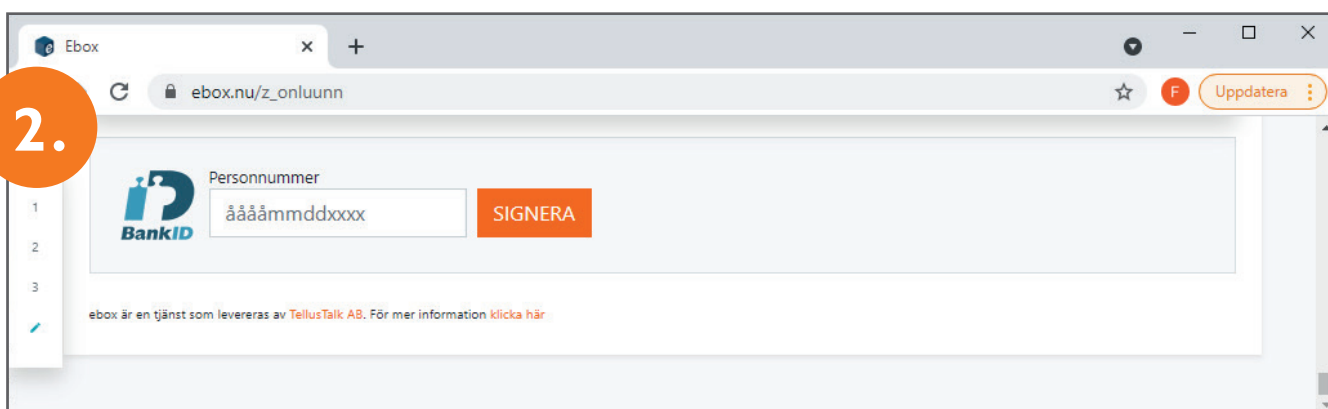 Ebox
ebox.nu/z_onluunn
F
Uppdatera
2.
Personnummer
ååååmmddxxxx
SIGNERA
BankID
1
2
3
ebox är en tjänst som levereras av TellusTalk AB. För mer information klicka här